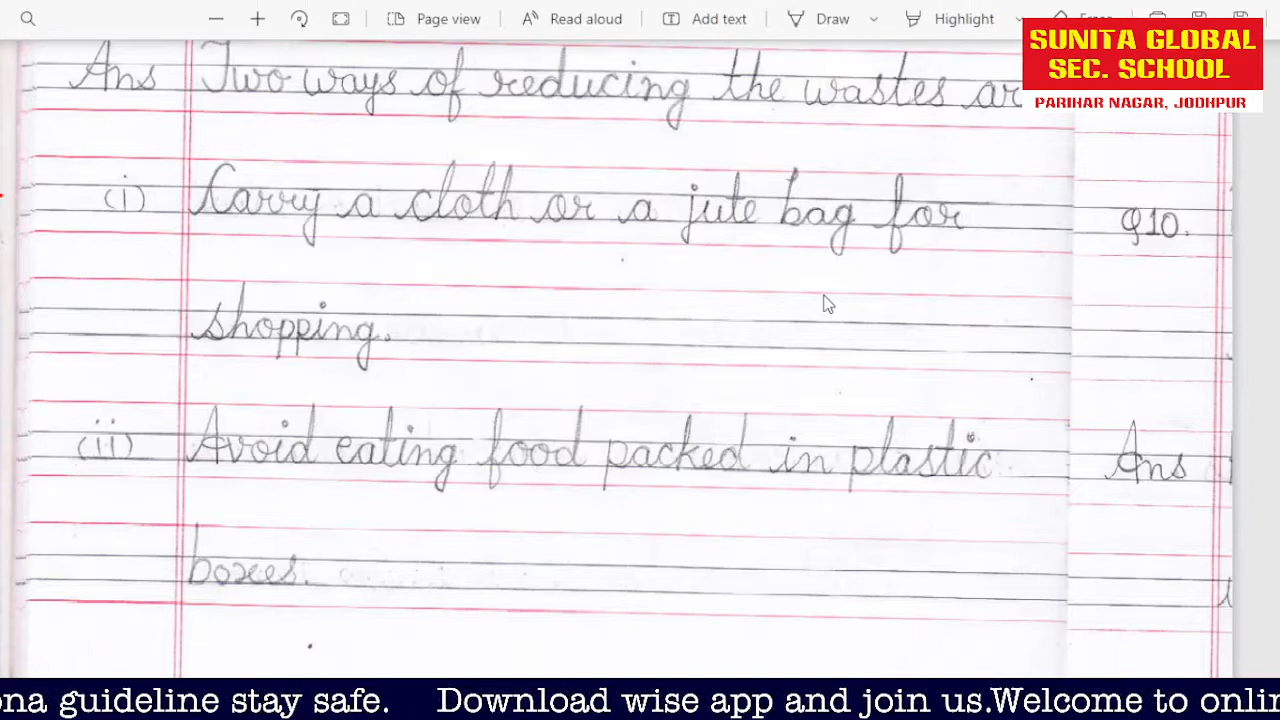 Page view
Read aloud
Add text
Draw
Highlight
SUNITA GLOBAL
SEC. SCHOOL
PARIHAR NAGAR, JODHPUR
Ans Two ways of reducing the wastes ar
(i) Carry a cloth or a jute bag for
shopping.
(ii) Avoid eating food packed in plastic
boxes.
Q10.
Ans
ona guideline stay safe. Download wise app and join us.Welcome to onlin